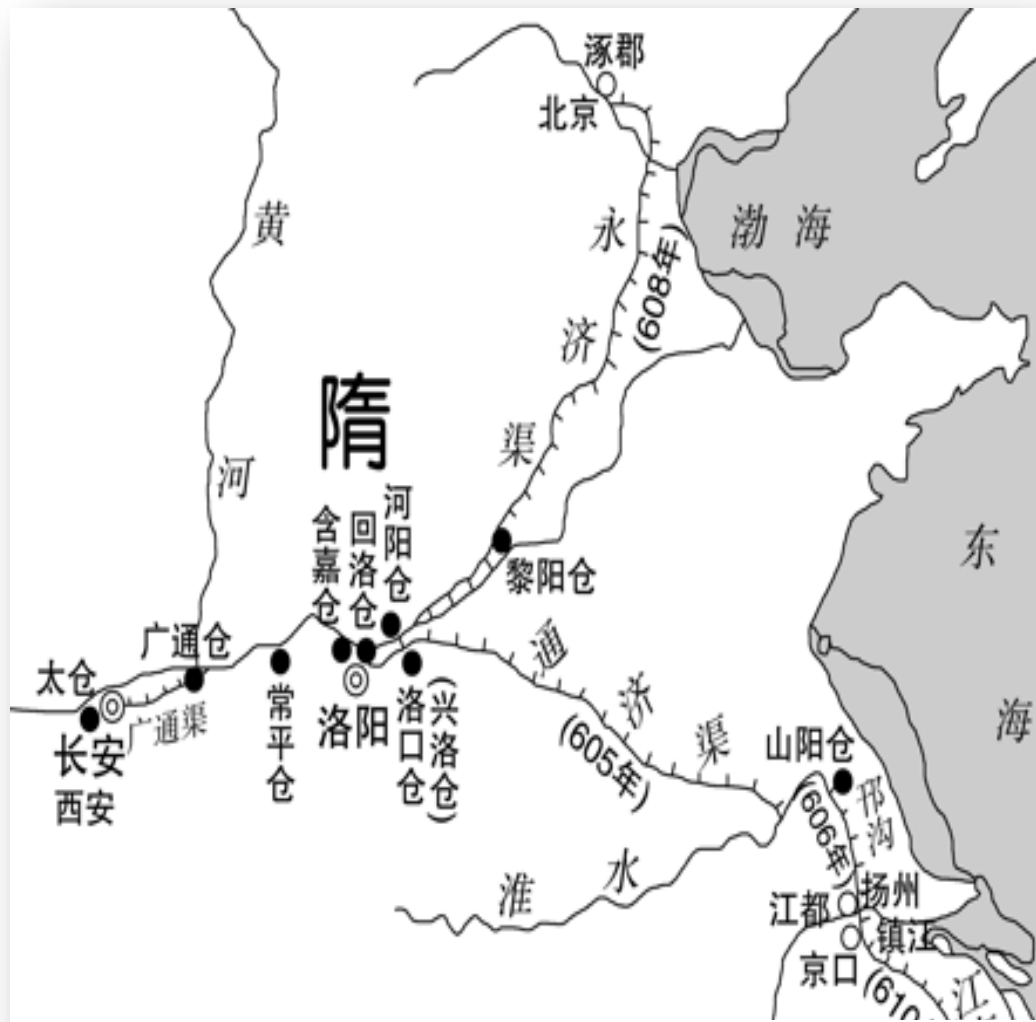 涿郡
北京
黄河
渤海
永济渠
(608年)
隋
含嘉仓
回洛仓
河阳仓
黎阳仓
东海
太仓
广通仓
广通渠
长安
西安
常平仓
洛阳
洛口仓
(兴洛仓)
通济渠
(605年)
山阳仓
邗沟
(606年)
淮水
江都
扬州
京口
镇江
(610
江